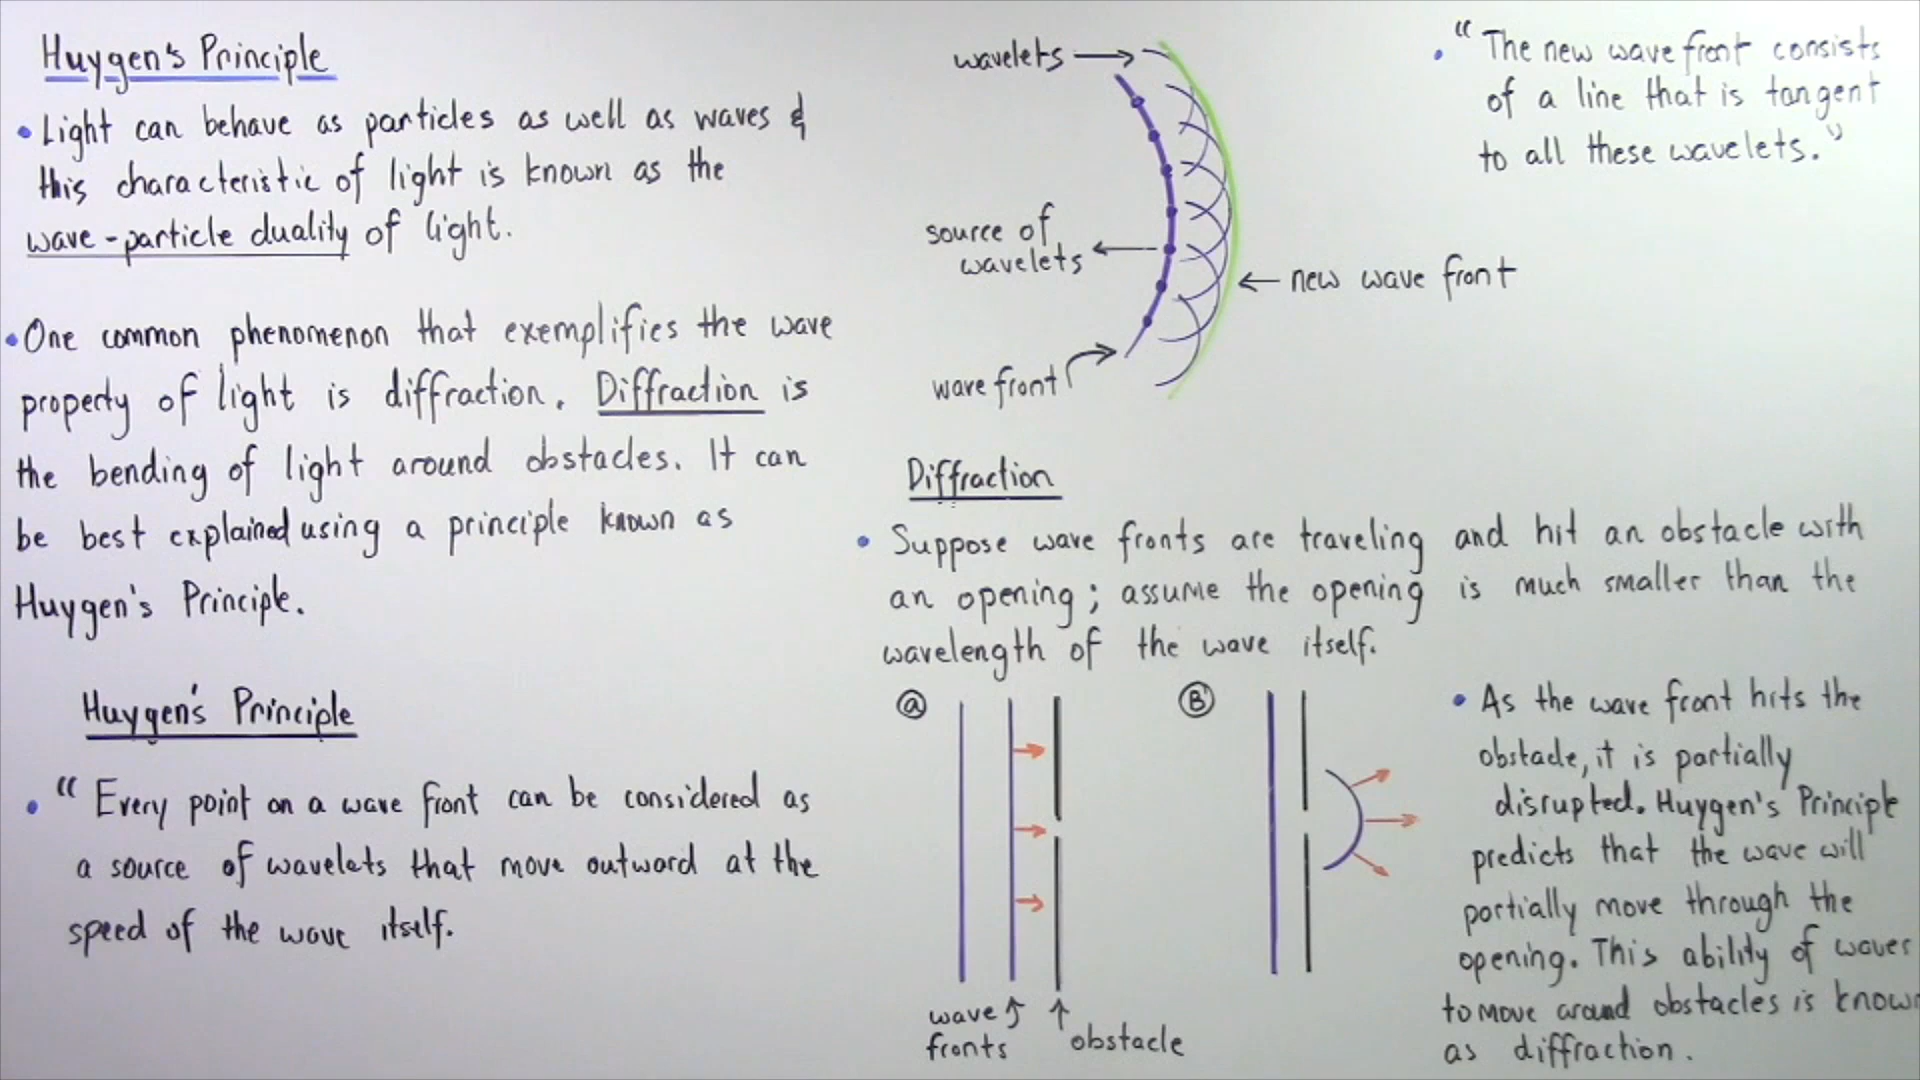 Huygen's Principle
• Light can behave as particles as well as waves &
this characteristic of light is known as the
wave-particle duality of light.
• One common phenomenon that exemplifies the wave
property of light is diffraction. Diffraction is
the bending of light around obstacles. It can
be best explained using a principle known as
Huygen's Principle.
Huygen's Principle
• "Every point on a wave front can be considered as
a source of wavelets that move outward at the
speed of the wave itself.
wavelets →
source of
wavelets ←
wave front
← new wave front
• "The new wave front consists
of a line that is tangent
to all these wavelets."
Diffraction
• Suppose wave fronts are traveling and hit an obstacle with
an opening; assume the opening is much smaller than the
wavelength of the wave itself.
a
wave
fronts
obstacle
B
• As the wave front hits the
obstacle, it is partially
disrupted. Huygen's Principle
predicts that the wave will
partially move through the
opening. This ability of waves
to move around obstacles is known
as diffraction.